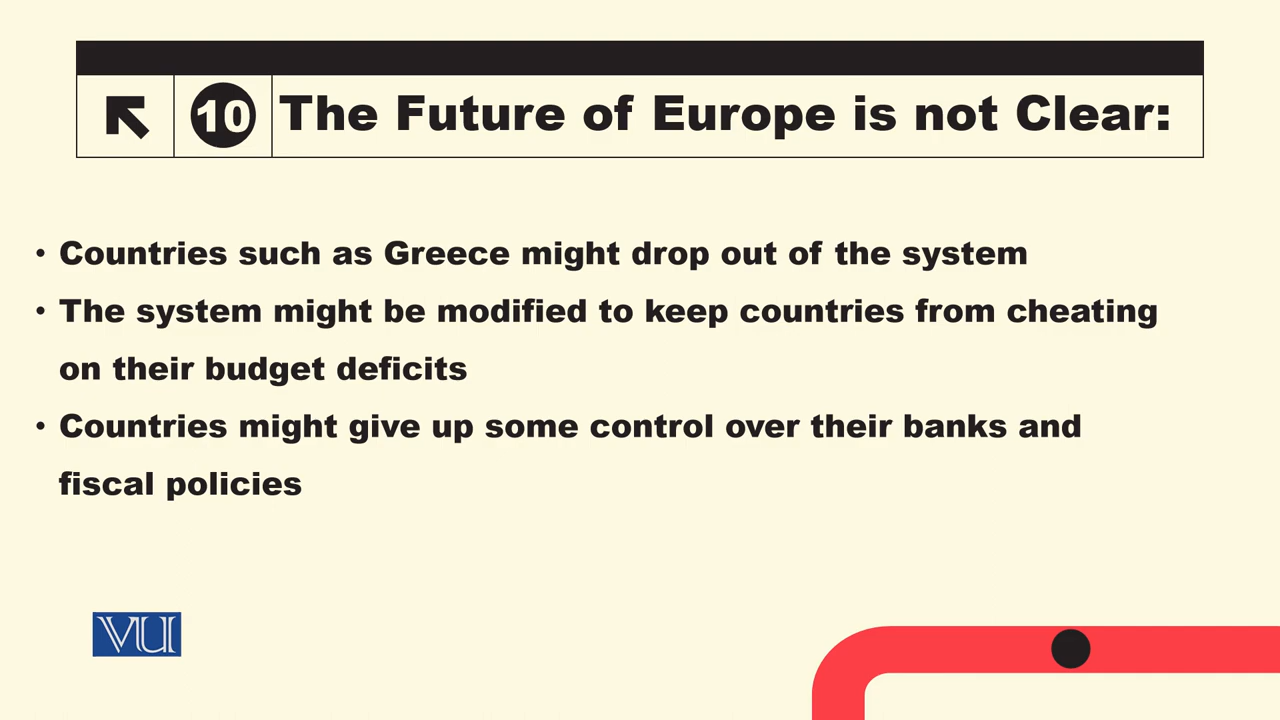 10 The Future of Europe is not Clear:
• Countries such as Greece might drop out of the system
• The system might be modified to keep countries from cheating
on their budget deficits
• Countries might give up some control over their banks and
fiscal policies
VU